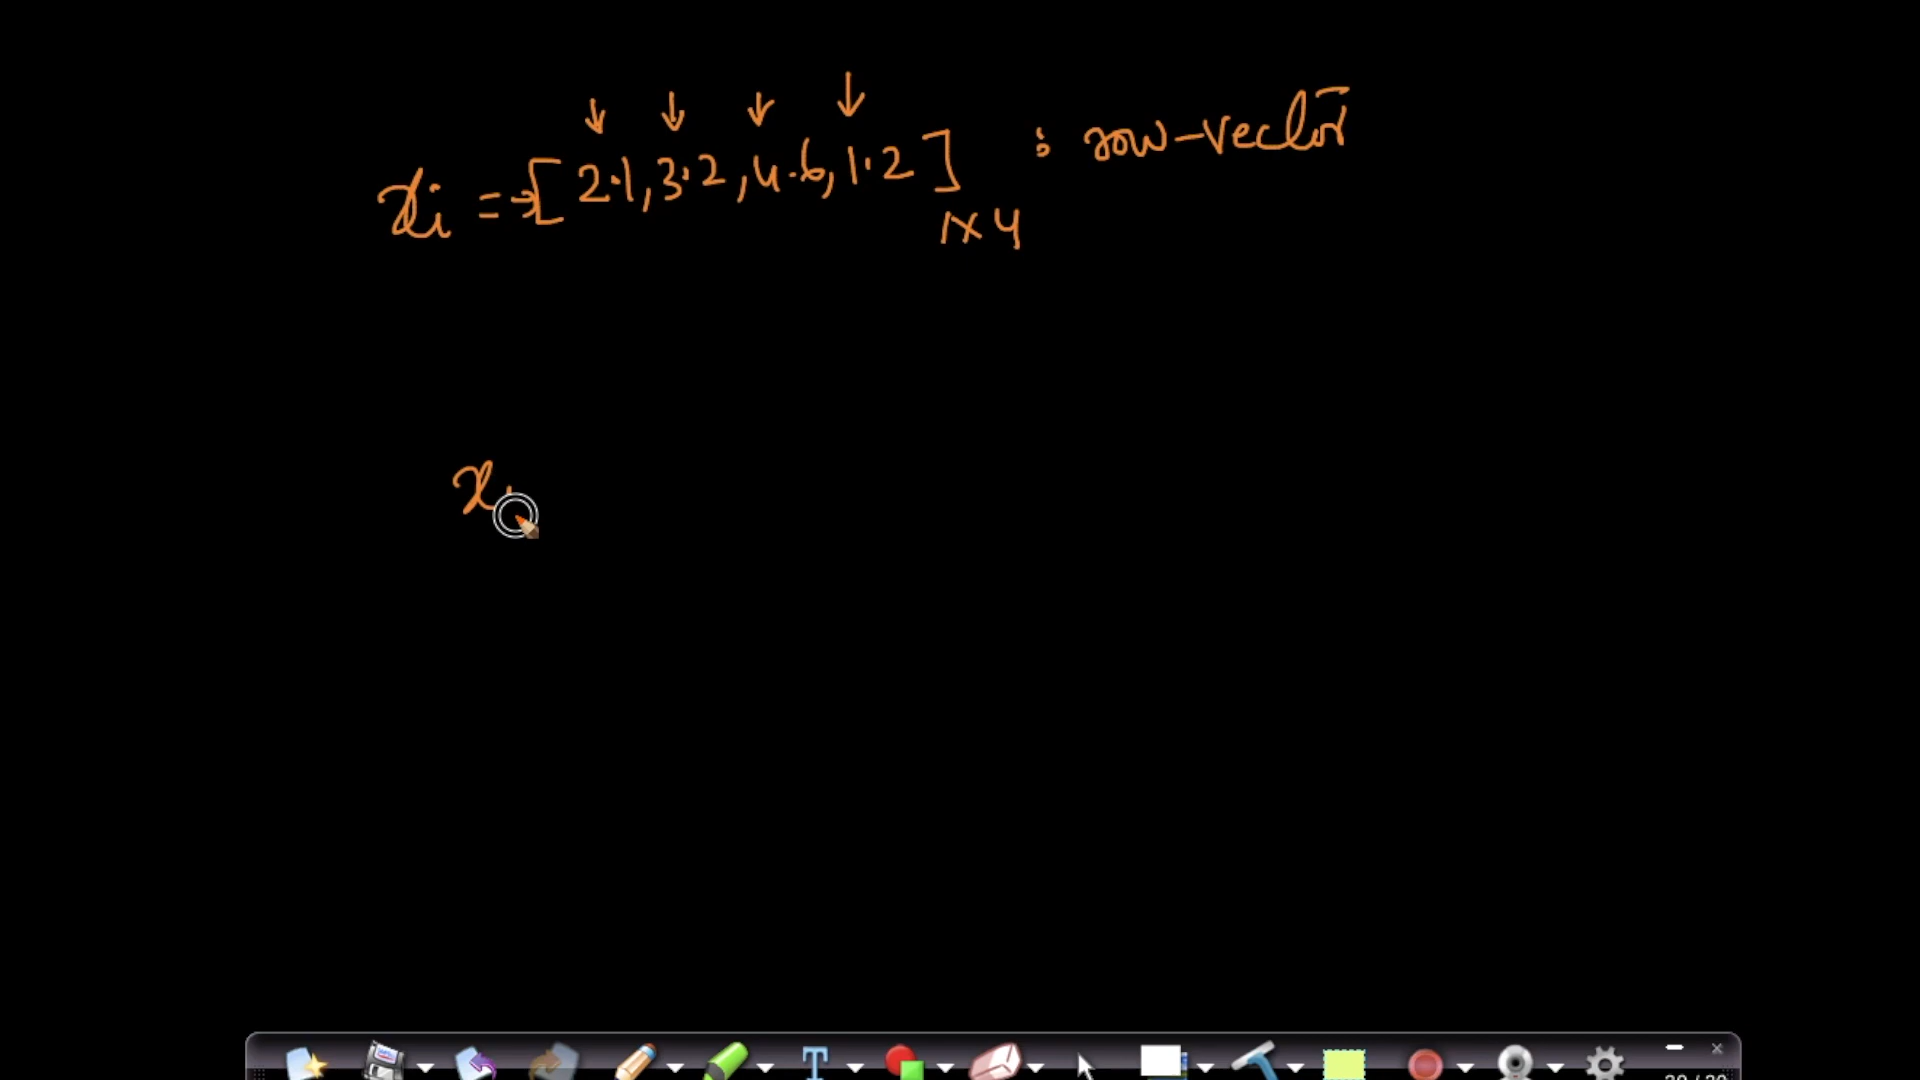 xi = [2.1, 3.2, 4.6, 1.2] : row-vector
1x4
x